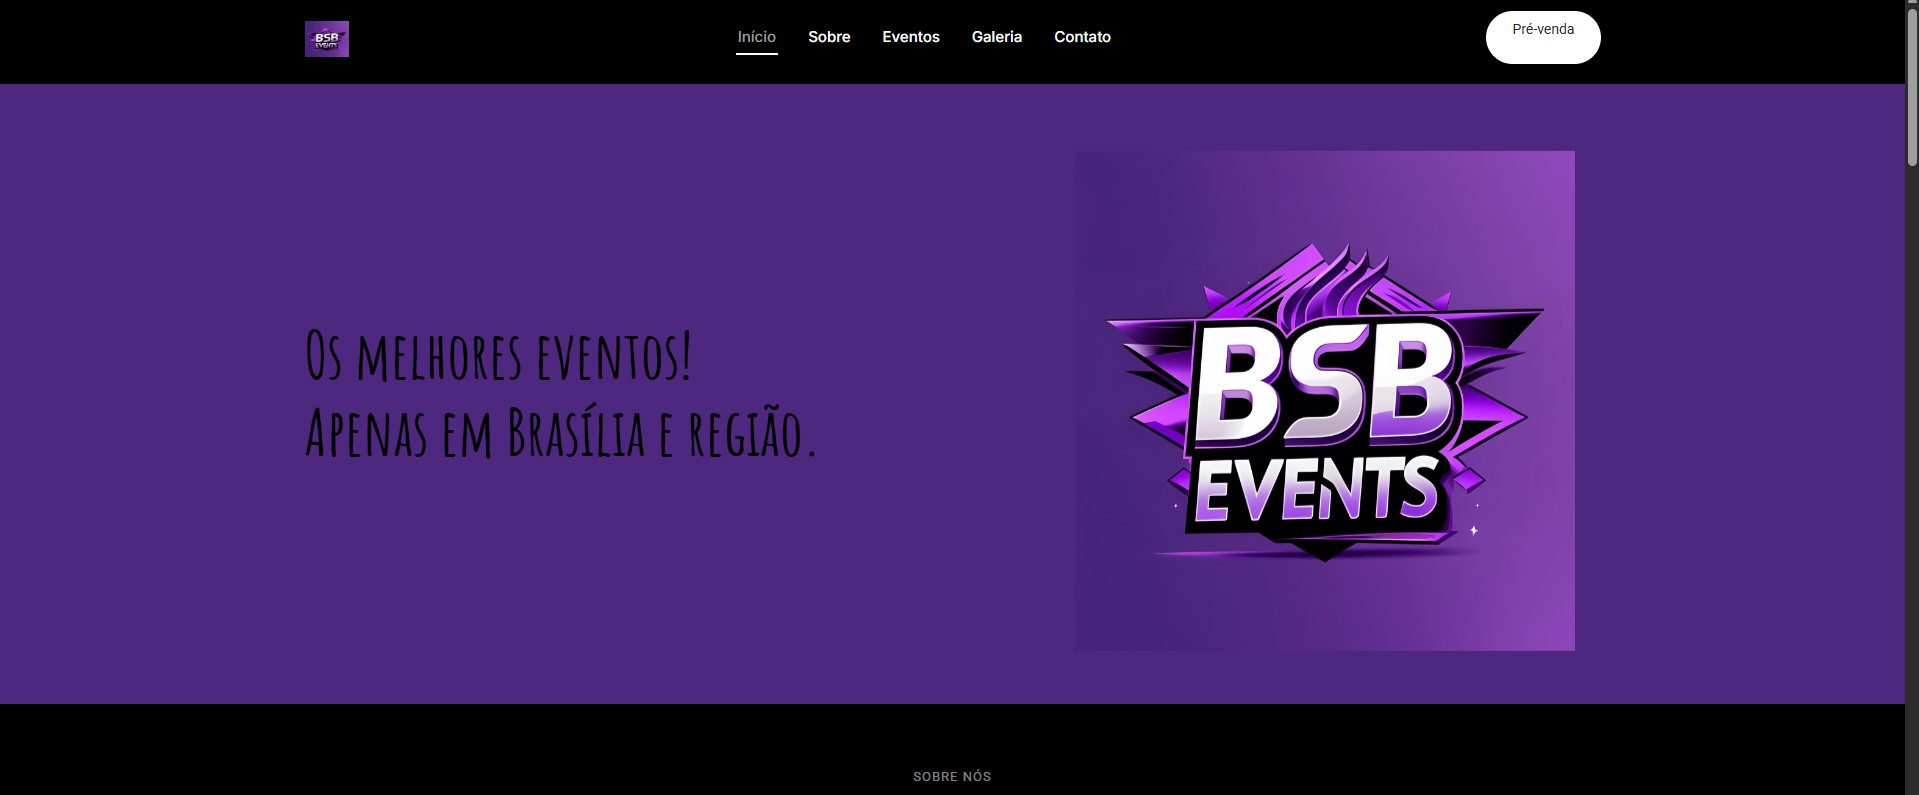 BSB
EVENTS
Início
Sobre
Eventos
Galeria
Contato
Pré-venda
Os melhores eventos!
Apenas em Brasília e região.
BSB
EVENTS
SOBRE NÓS